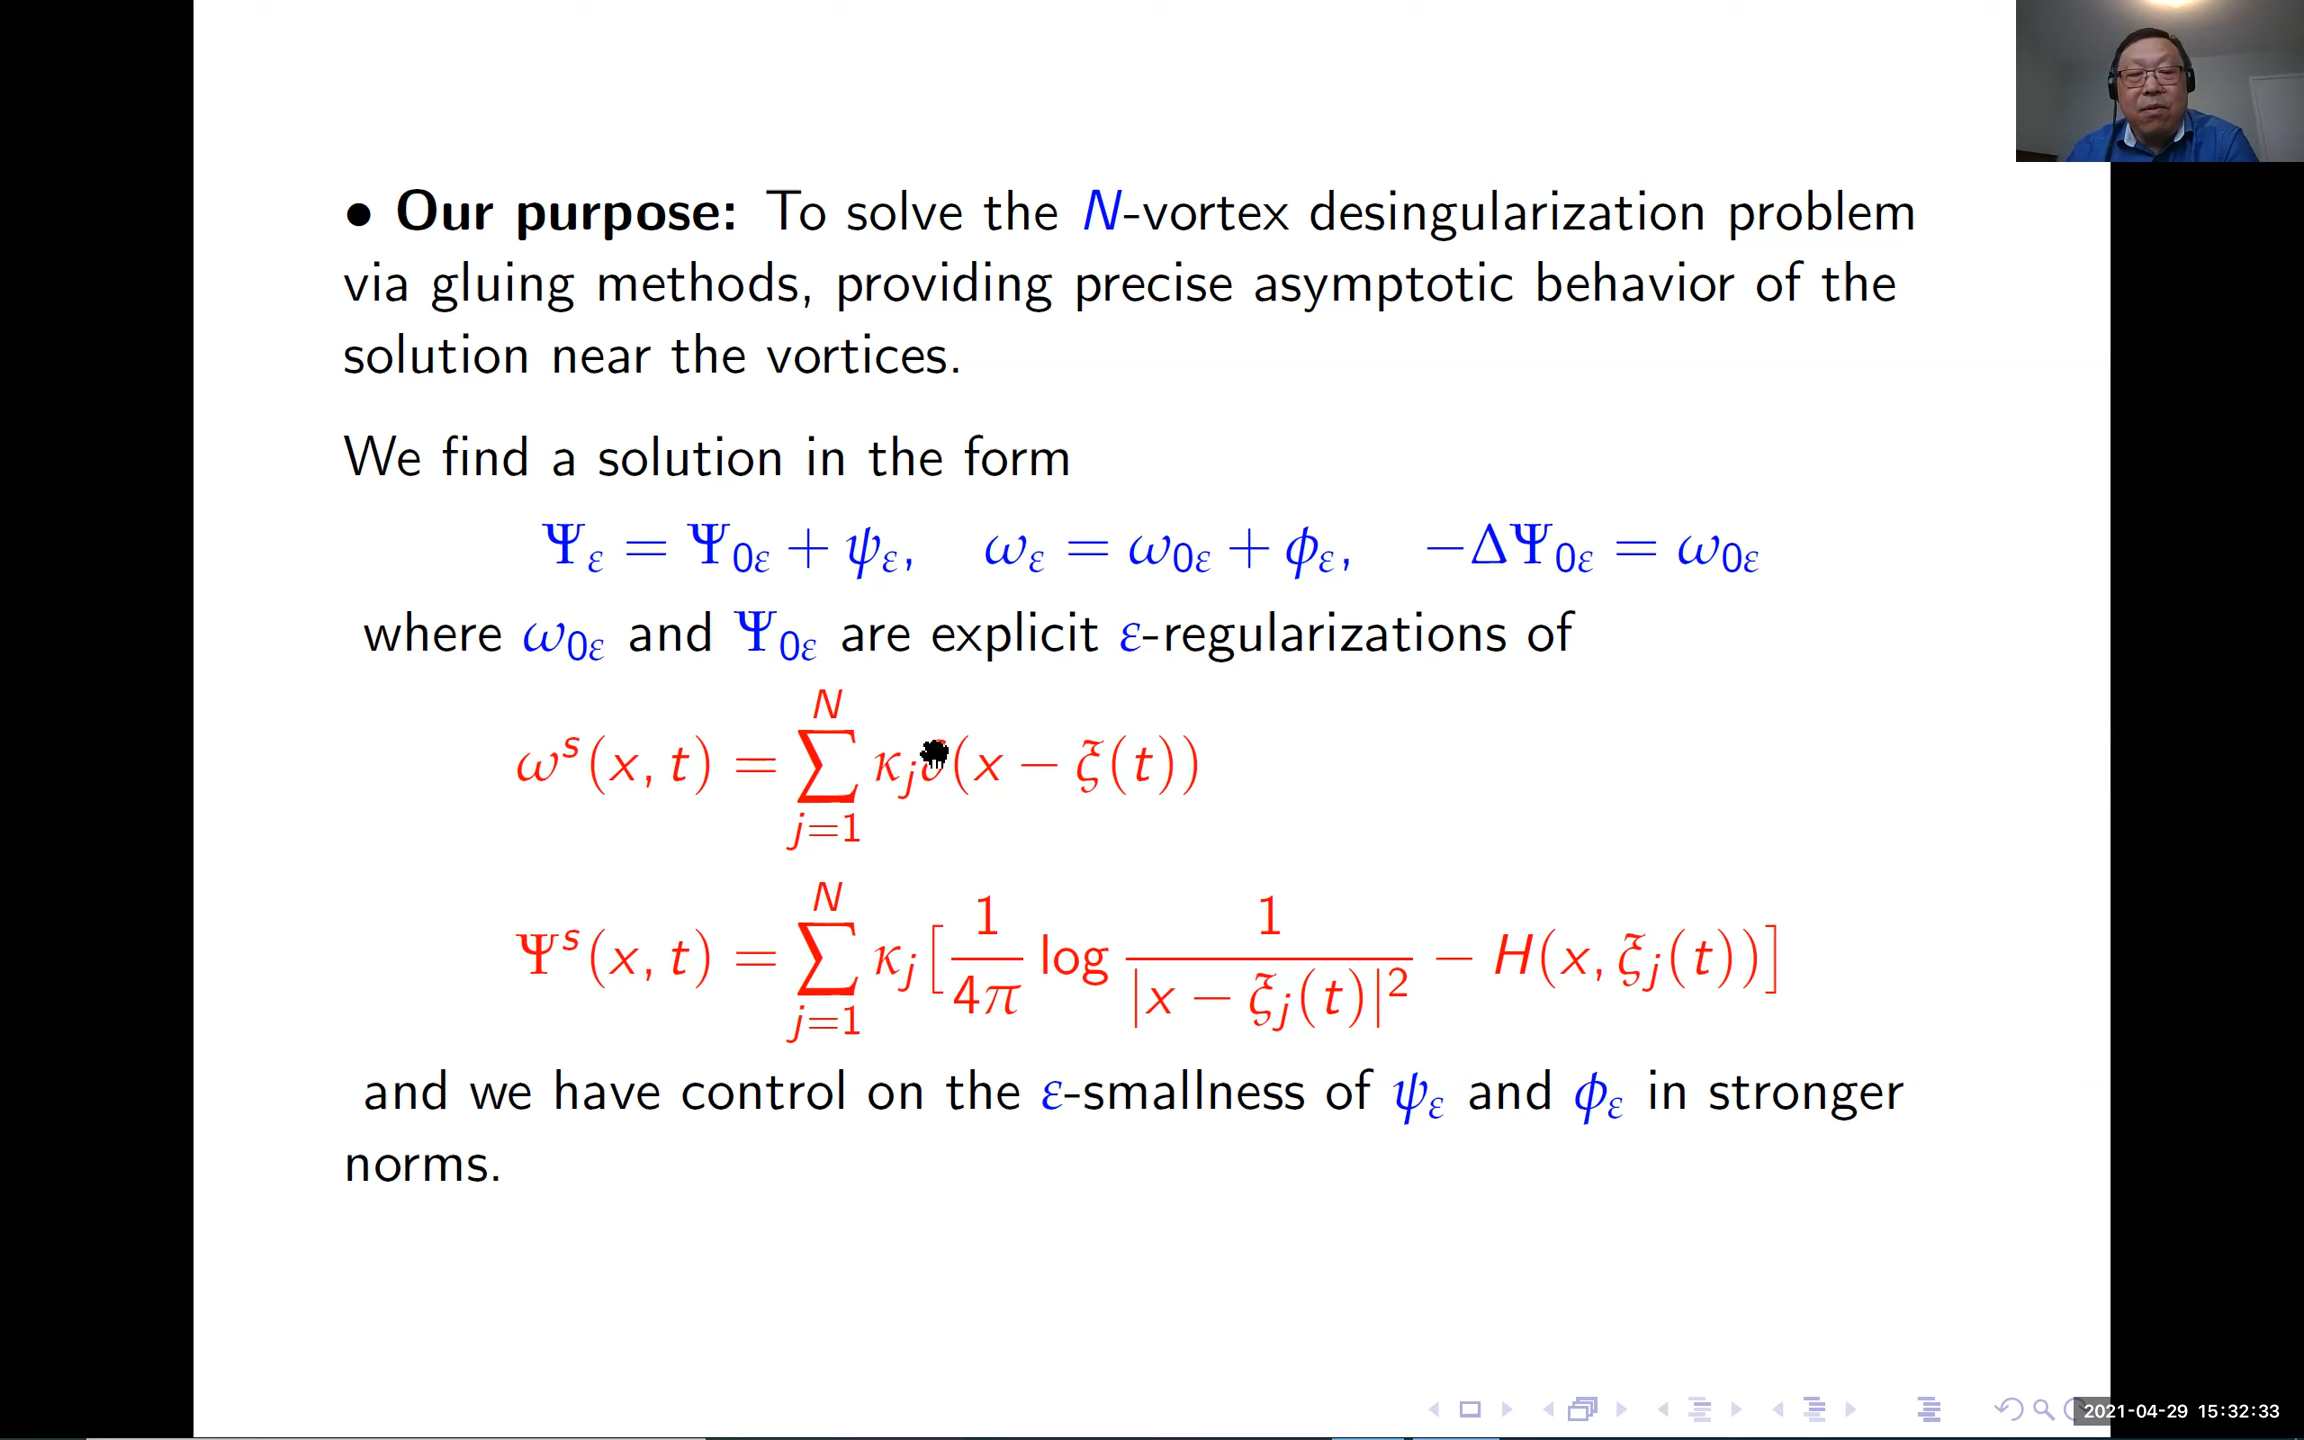 • Our purpose: To solve the N-vortex desingularization problem
via gluing methods, providing precise asymptotic behavior of the
solution near the vortices.
We find a solution in the form
Ψ_ε = Ψ_{0ε} + ψ_ε, ω_ε = ω_{0ε} + ϕ_ε, −ΔΨ_{0ε} = ω_{0ε}
where ω_{0ε} and Ψ_{0ε} are explicit ε-regularizations of
ω^s(x, t) = ∑_{j=1}^{N} κ_j δ(x − ξ(t))
Ψ^s(x, t) = ∑_{j=1}^{N} κ_j [ \frac{1}{4π} log \frac{1}{|x − ξ_j(t)|^2} − H(x, ξ_j(t)) ]
and we have control on the ε-smallness of ψ_ε and ϕ_ε in stronger
norms.
2021-04-29 15:32:33